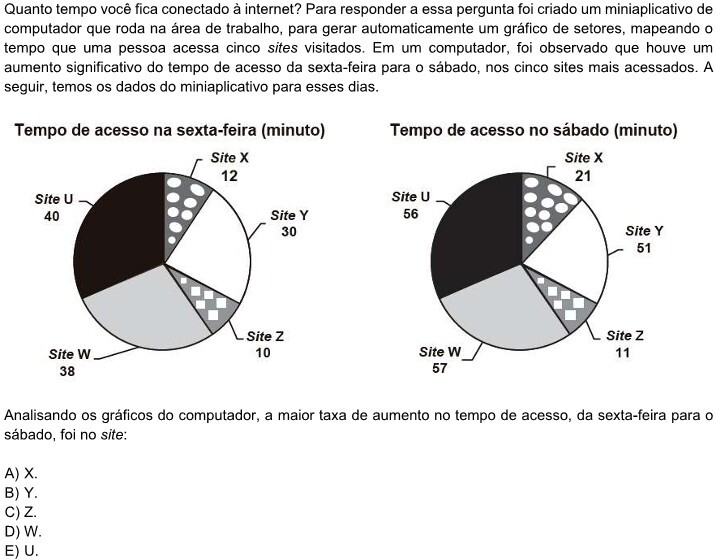 Quanto tempo você fica conectado à internet? Para responder a essa pergunta foi criado um miniaplicativo de
computador que roda na área de trabalho, para gerar automaticamente um gráfico de setores, mapeando o
tempo que uma pessoa acessa cinco sites visitados. Em um computador, foi observado que houve um
aumento significativo do tempo de acesso da sexta-feira para o sábado, nos cinco sites mais acessados. A
seguir, temos os dados do miniaplicativo para esses dias.
Tempo de acesso na sexta-feira (minuto)
Site X
12
Site U
40
Site Y
30
Site Z
10
Site W
38
Tempo de acesso no sábado (minuto)
Site X
21
Site U
56
Site Y
51
Site Z
11
Site W
57
Analisando os gráficos do computador, a maior taxa de aumento no tempo de acesso, da sexta-feira para o
sábado, foi no site:
A) X.
B) Y.
C) Z.
D) W.
E) U.